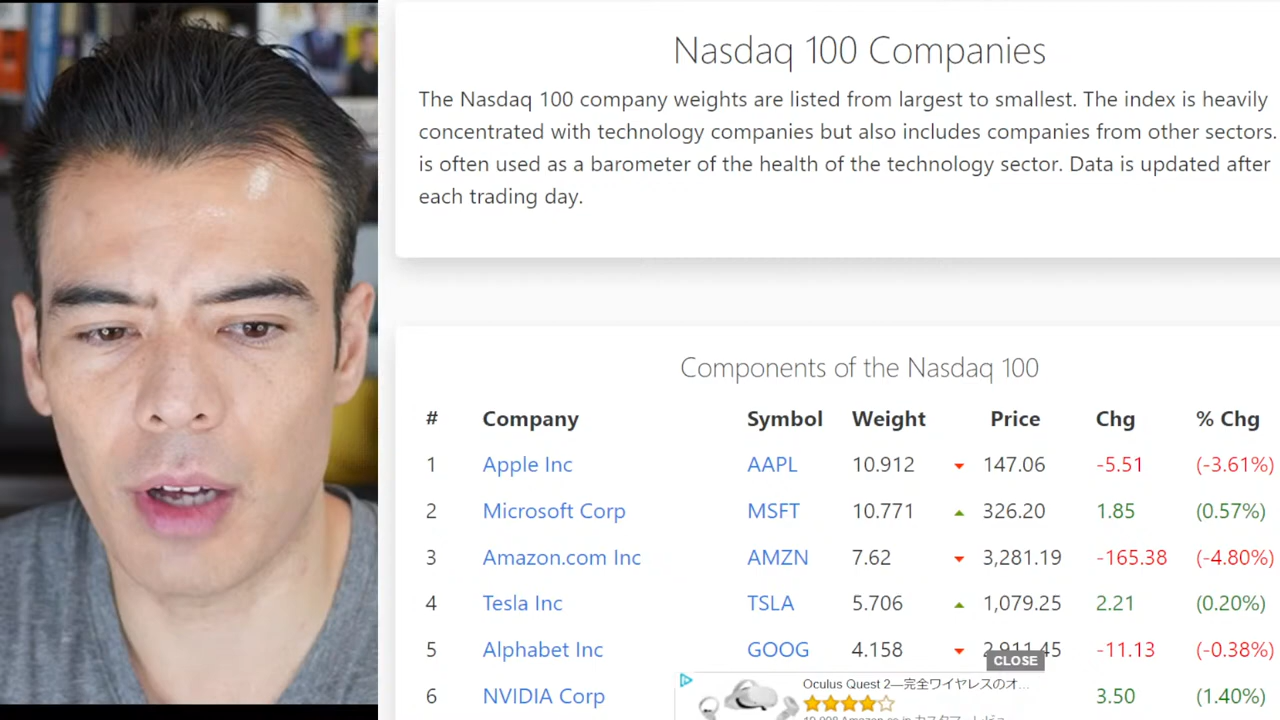 Nasdaq 100 Companies
The Nasdaq 100 company weights are listed from largest to smallest. The index is heavily
concentrated with technology companies but also includes companies from other sectors.
is often used as a barometer of the health of the technology sector. Data is updated after
each trading day.
Components of the Nasdaq 100
# Company Symbol Weight Price Chg % Chg
1 Apple Inc AAPL 10.912 147.06 -5.51 (-3.61%)
2 Microsoft Corp MSFT 10.771 326.20 1.85 (0.57%)
3 Amazon.com Inc AMZN 7.62 3,281.19 -165.38 (-4.80%)
4 Tesla Inc TSLA 5.706 1,079.25 2.21 (0.20%)
5 Alphabet Inc GOOG 4.158 2,911.45 -11.13 (-0.38%)
CLOSE
6 NVIDIA Corp 3.50 (1.40%)
Oculus Quest 2—完全ワイヤレスのオ...